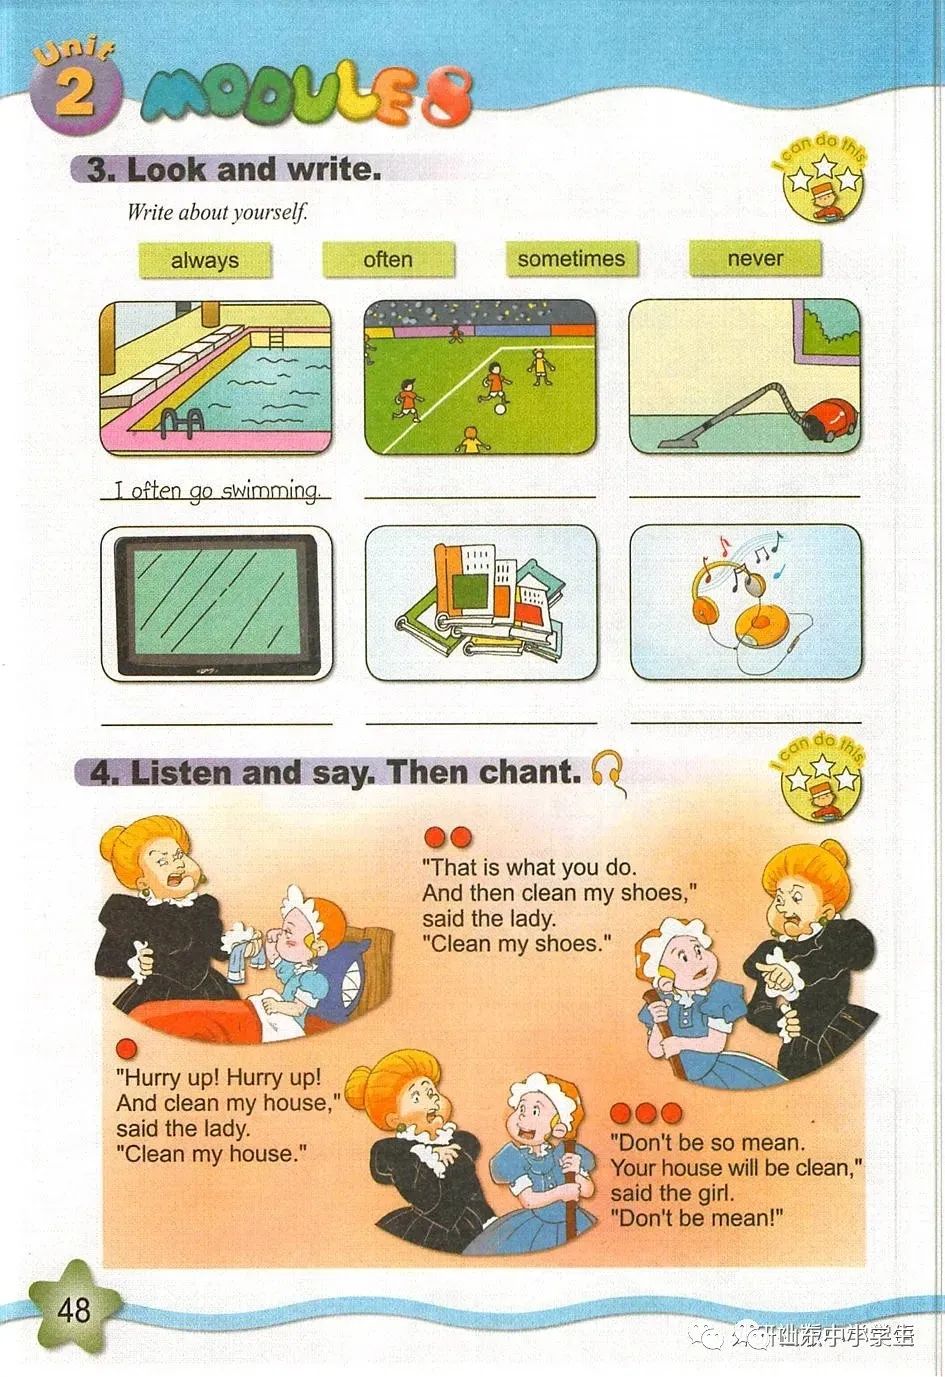 Unit
2 MODULE 8
3. Look and write.
I can do this.
Write about yourself.
always often sometimes never
I often go swimming.
4. Listen and say. Then chant.
I can do this.
"That is what you do.
And then clean my shoes,"
said the lady.
"Clean my shoes."
"Hurry up! Hurry up!
And clean my house,"
said the lady.
"Clean my house."
"Don't be so mean.
Your house will be clean,"
said the girl.
"Don't be mean!"
48
中小学生